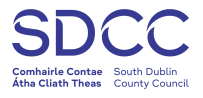 SDCC
Comhairle Contae
Átha Cliath Theas
South Dublin
County Council